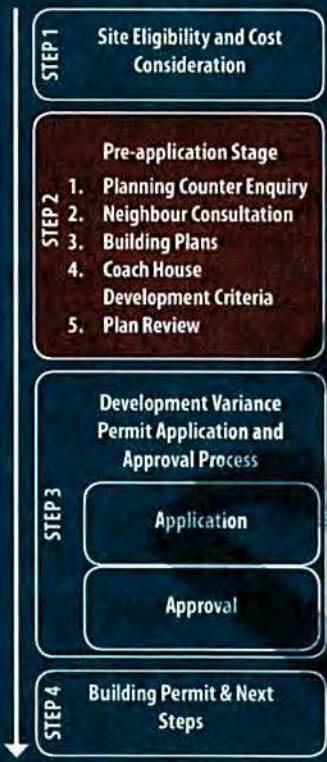 STEP 1
Site Eligibility and Cost
Consideration
STEP 2
Pre-application Stage
1. Planning Counter Enquiry
2. Neighbour Consultation
3. Building Plans
4. Coach House
Development Criteria
5. Plan Review
STEP 3
Development Variance
Permit Application and
Approval Process
Application
Approval
STEP 4
Building Permit & Next
Steps